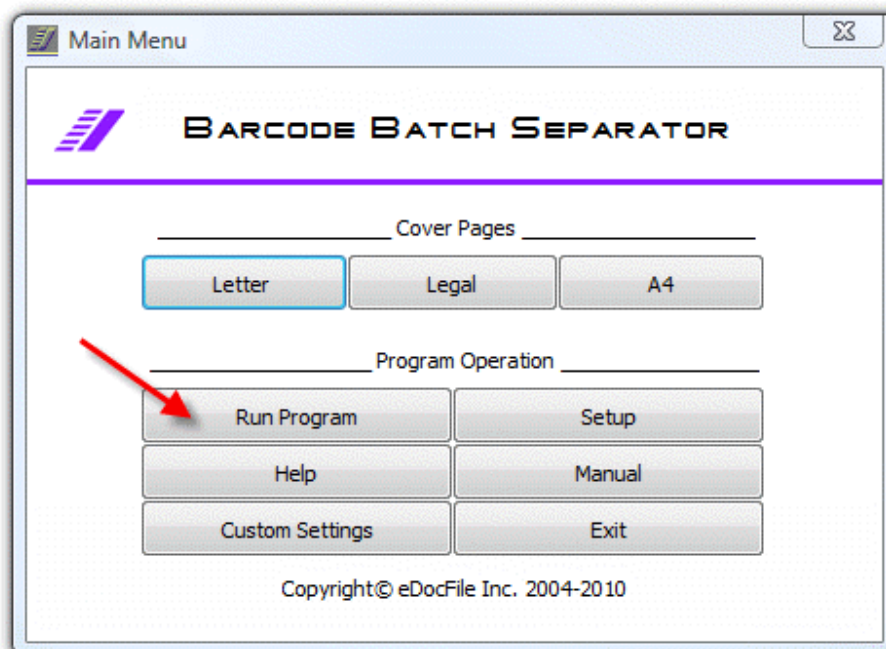 Main Menu
BARCODE BATCH SEPARATOR
Cover Pages
Letter Legal A4
Program Operation
Run Program Setup
Help Manual
Custom Settings Exit
Copyright© eDocFile Inc. 2004-2010